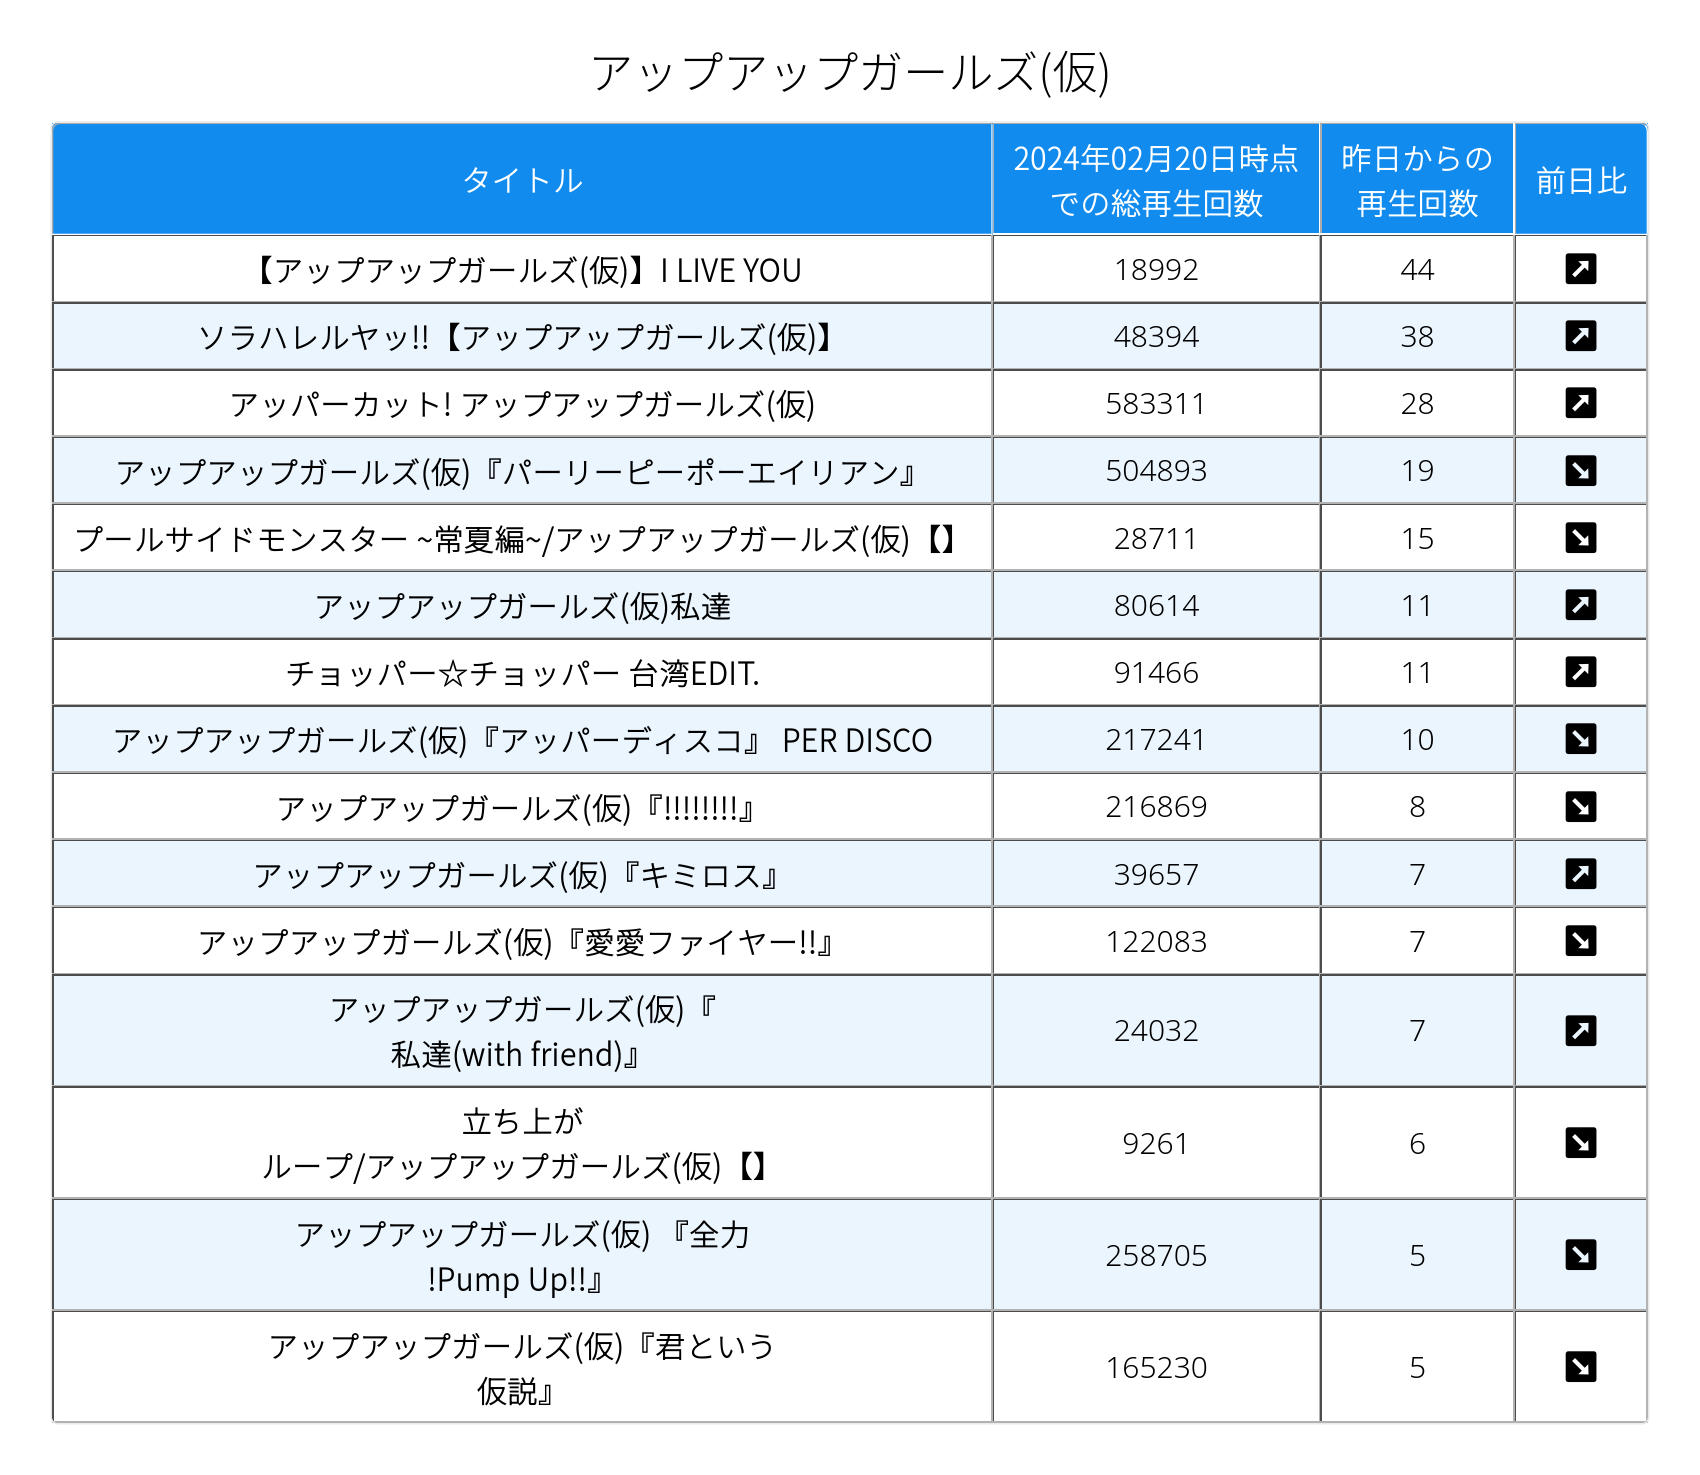 アップアップガールズ(仮)
タイトル
2024年02月20日時点
での総再生回数
昨日からの
再生回数
前日比
【アップアップガールズ(仮)】I LIVE YOU 18992 44
ソラハレルヤッ!!【アップアップガールズ(仮)】 48394 38
アッパーカット! アップアップガールズ(仮) 583311 28
アップアップガールズ(仮)『パーリーピーポーエイリアン』 504893 19
プールサイドモンスター ~常夏編~/アップアップガールズ(仮)【】 28711 15
アップアップガールズ(仮)私達 80614 11
チョッパー☆チョッパー 台湾EDIT. 91466 11
アップアップガールズ(仮)『アッパーディスコ』 PER DISCO 217241 10
アップアップガールズ(仮)『!!!!!!!!』 216869 8
アップアップガールズ(仮)『キミロス』 39657 7
アップアップガールズ(仮)『愛愛ファイヤー!!』 122083 7
アップアップガールズ(仮)『
私達(with friend)』 24032 7
立ち上が
ループ/アップアップガールズ(仮)【】 9261 6
アップアップガールズ(仮) 『全力
!Pump Up!!』 258705 5
アップアップガールズ(仮)『君という
仮説』 165230 5